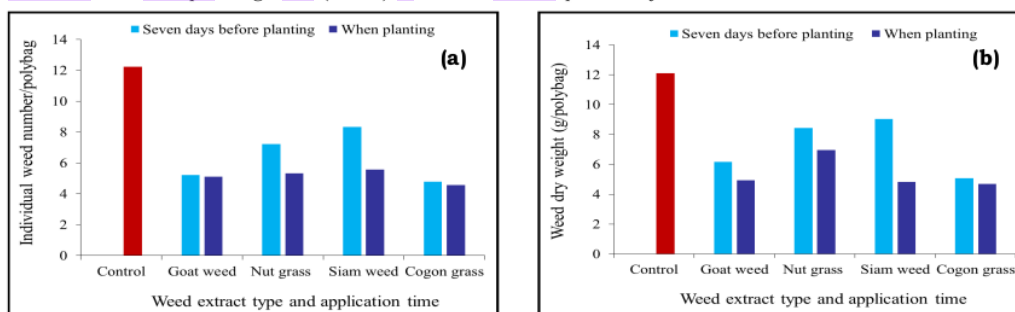 Seven days before planting When planting
(a)
Individual weed number/polybag
14
12
10
8
6
4
2
0
Control Goat weed Nut grass Siam weed Cogon grass
Weed extract type and application time
Seven days before planting When planting
(b)
Weed dry weight (g/polybag)
14
12
10
8
6
4
2
0
Control Goat weed Nut grass Siam weed Cogon grass
Weed extract type and application time